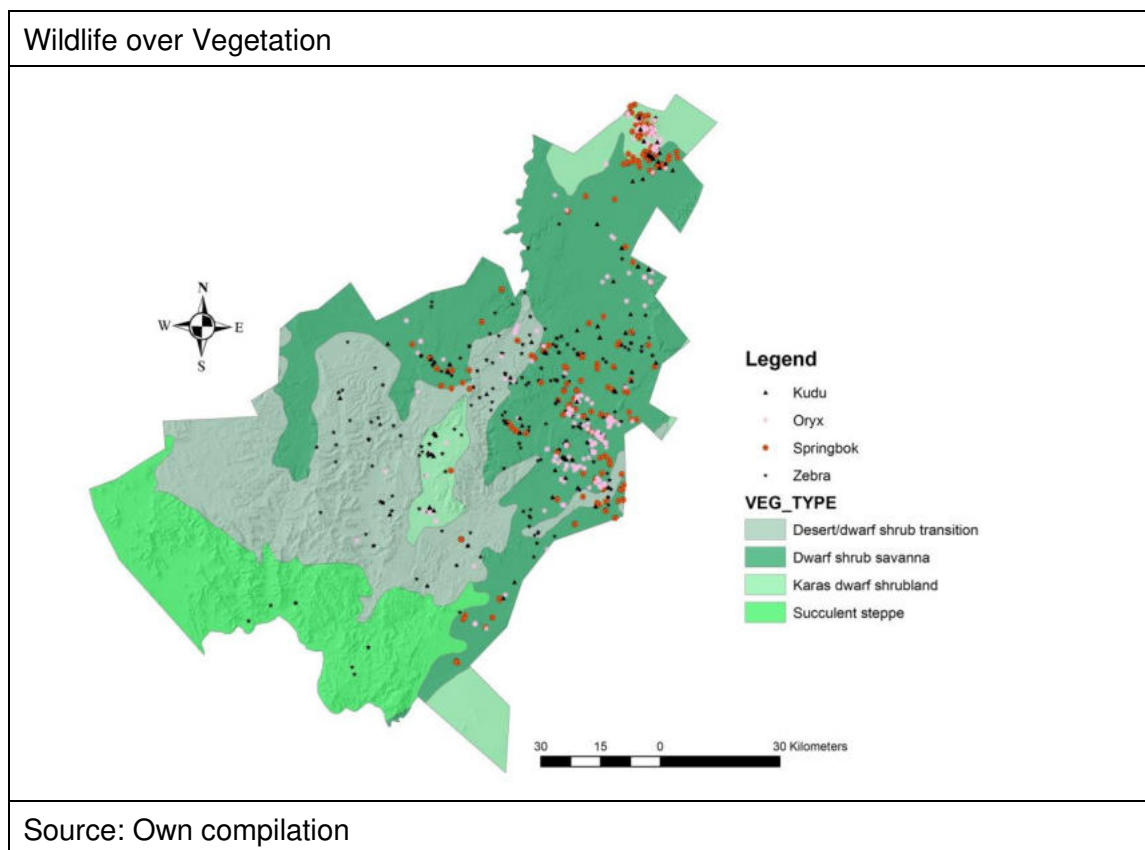 Wildlife over Vegetation
N
W
E
S
Legend
Kudu
Oryx
Springbok
Zebra
VEG_TYPE
Desert/dwarf shrub transition
Dwarf shrub savanna
Karas dwarf shrubland
Succulent steppe
30 15 0 30 Kilometers
Source: Own compilation